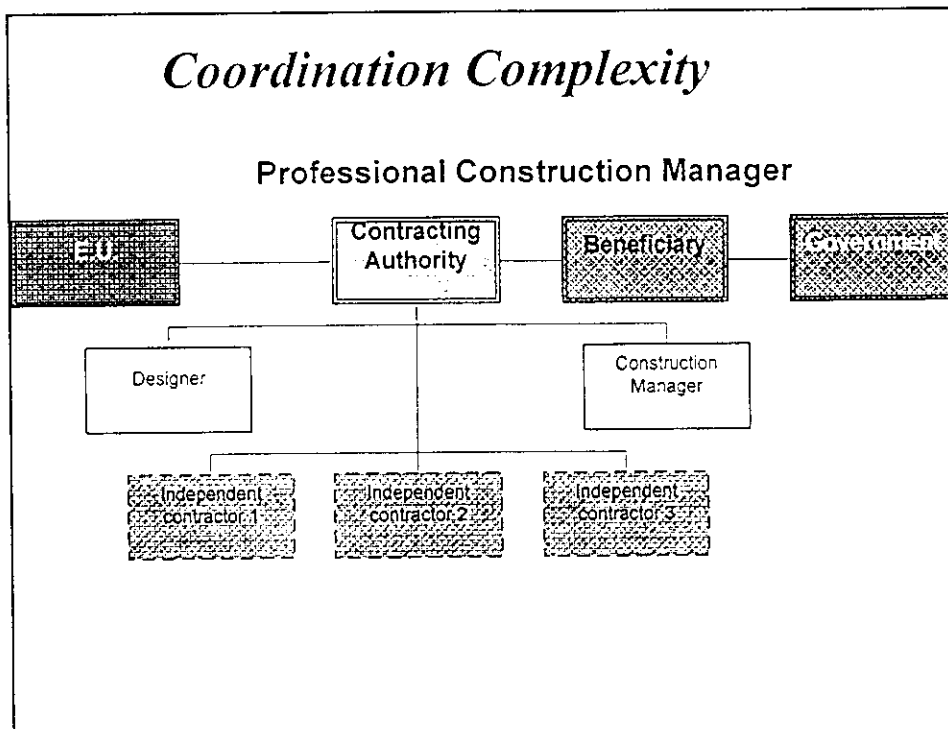 Coordination Complexity
Professional Construction Manager
EU
Contracting
Authority
Beneficiary
Government
Designer
Construction
Manager
Independent
contractor 1
Independent
contractor 2
Independent
contractor 3